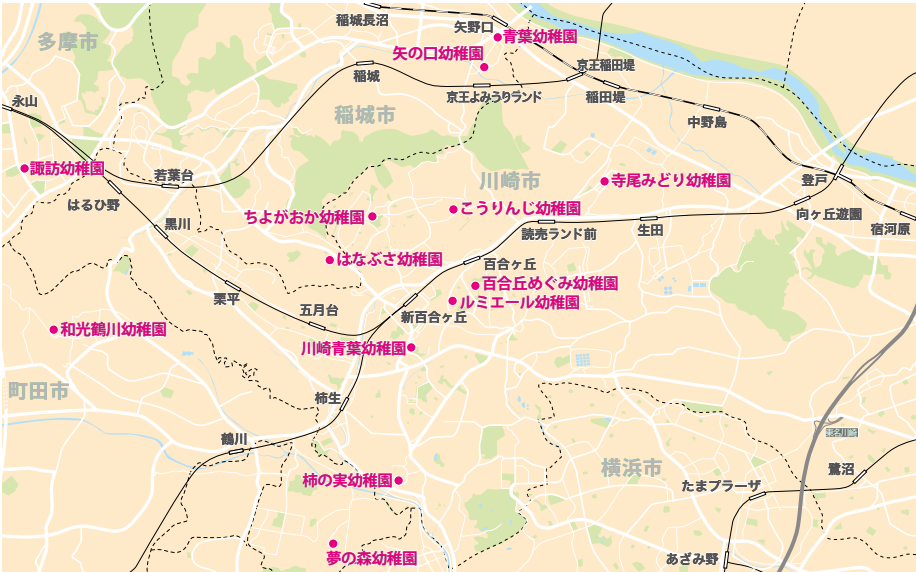 稲城長沼
矢野口
青葉幼稚園
多摩市
矢の口幼稚園
京王稲田堤
稲城
京王よみうりランド
稲田堤
永山
稲城市
中野島
諏訪幼稚園
若葉台
川崎市
寺尾みどり幼稚園
登戸
はるひ野
ちよがおか幼稚園
こうりんじ幼稚園
向ヶ丘遊園
黒川
読売ランド前
生田
宿河原
はなぶさ幼稚園
百合ヶ丘
百合丘めぐみ幼稚園
栗平
ルミエール幼稚園
五月台
新百合ヶ丘
和光鶴川幼稚園
川崎青葉幼稚園
町田市
柿生
鶴川
東名川崎
横浜市
鷺沼
柿の実幼稚園
たまプラーザ
夢の森幼稚園
あざみ野